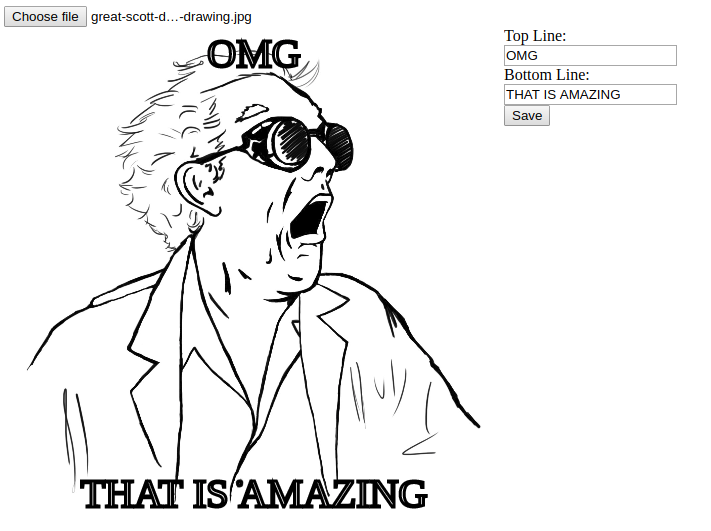 Choose file great-scott-d...-drawing.jpg
OMG
THAT IS AMAZING
Top Line:
OMG
Bottom Line:
THAT IS AMAZING
Save